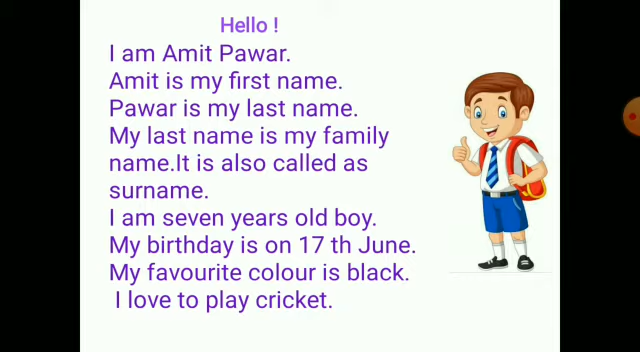 Hello !
I am Amit Pawar.
Amit is my first name.
Pawar is my last name.
My last name is my family
name.It is also called as
surname.
I am seven years old boy.
My birthday is on 17 th June.
My favourite colour is black.
I love to play cricket.